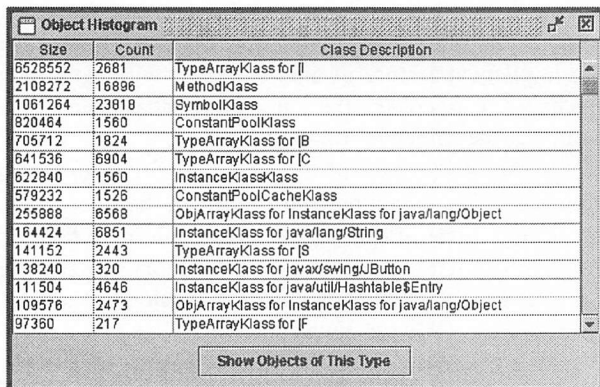 Object Histogram
Size Count Class Description
6528552 2681 TypeArrayKlass for [I
2108272 16896 MethodKlass
1061264 23818 SymbolKlass
820464 1560 ConstantPoolKlass
705712 1824 TypeArrayKlass for [B
641536 6904 TypeArrayKlass for [C
622840 1560 InstanceKlassKlass
579232 1526 ConstantPoolCacheKlass
255888 6568 ObjArrayKlass for InstanceKlass for java/lang/Object
164424 6851 InstanceKlass for java/lang/String
141152 2443 TypeArrayKlass for [S
138240 320 InstanceKlass for javax/swing/JButton
111504 4646 InstanceKlass for java/util/Hashtable$Entry
109576 2473 ObjArrayKlass for InstanceKlass for java/lang/Object
97360 217 TypeArrayKlass for [F
Show Objects of This Type